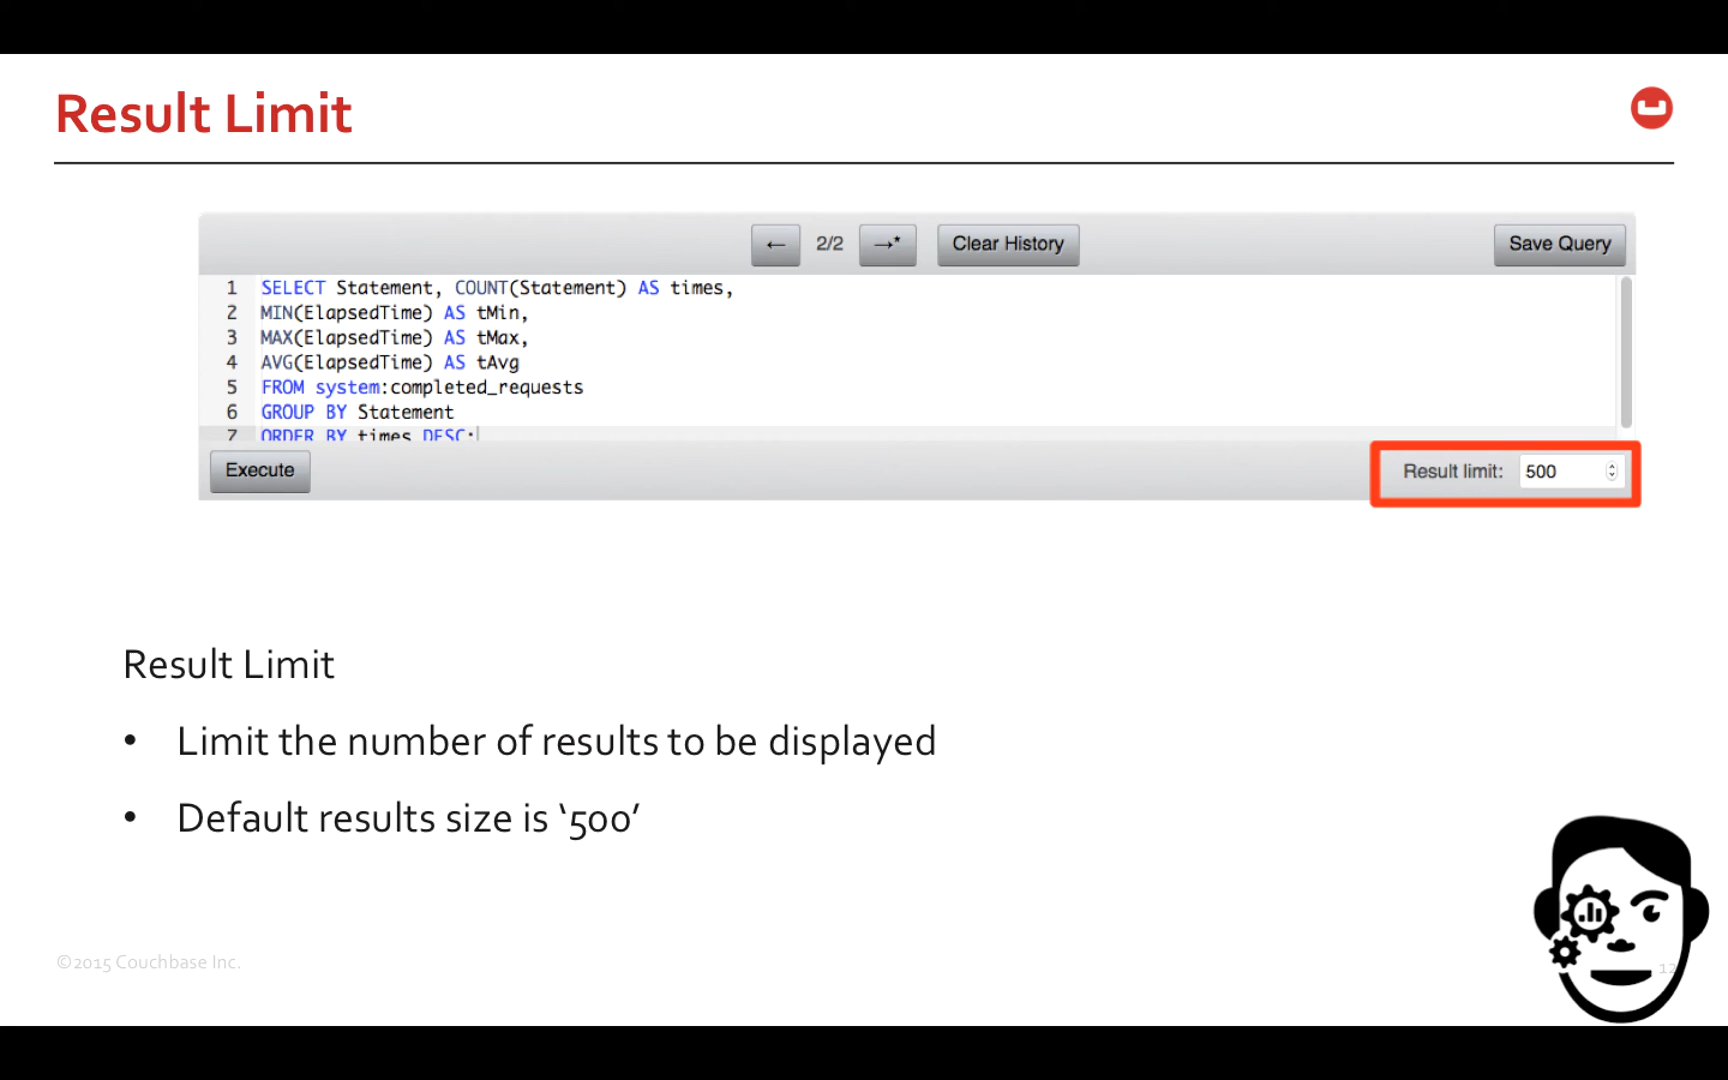 Result Limit
← 2/2 →* Clear History Save Query
1 SELECT Statement, COUNT(Statement) AS times,
2 MIN(ElapsedTime) AS tMin,
3 MAX(ElapsedTime) AS tMax,
4 AVG(ElapsedTime) AS tAvg
5 FROM system:completed_requests
6 GROUP BY Statement
7 ORDER BY times DESC;
Execute Result limit: 500
Result Limit
• Limit the number of results to be displayed
• Default results size is ‘500’
©2015 Couchbase Inc.
12